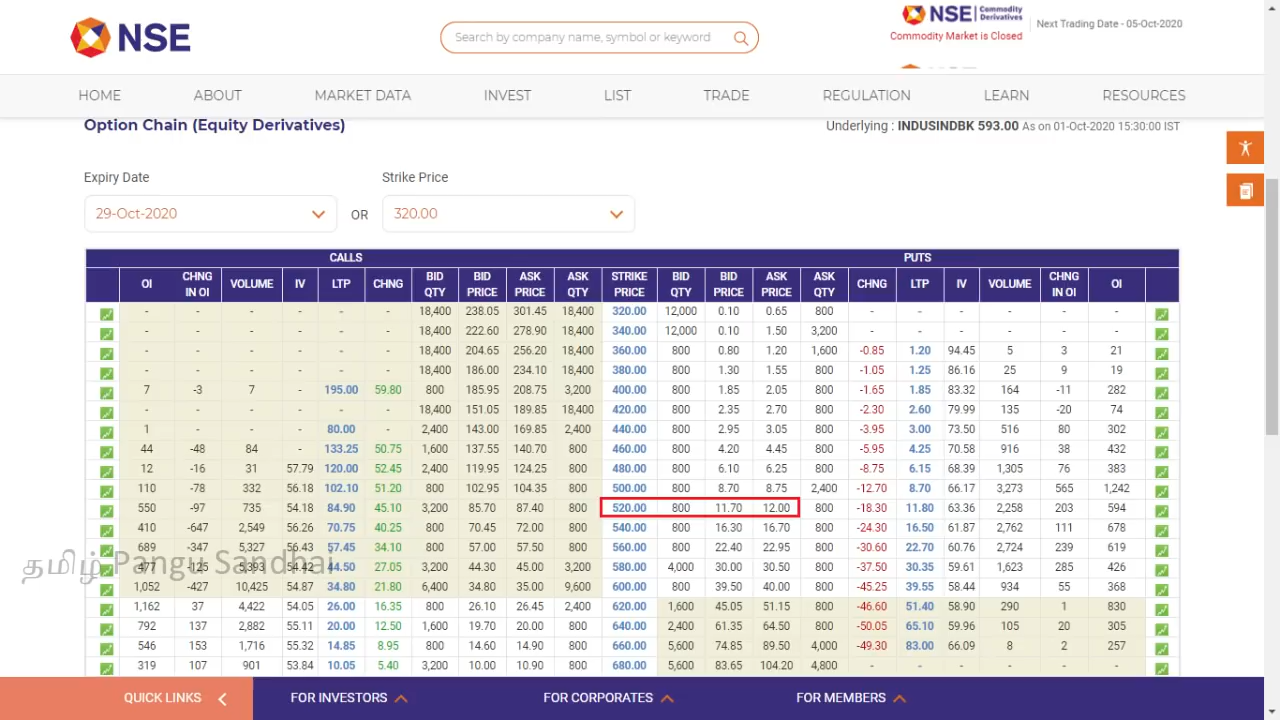 NSE
Search by company name, symbol or keyword
NSE | Commodity Derivatives
Commodity Market is Closed
Next Trading Date - 05-Oct-2020
HOME ABOUT MARKET DATA INVEST LIST TRADE REGULATION LEARN RESOURCES
Option Chain (Equity Derivatives)
Underlying : INDUSINDBK 593.00 As on 01-Oct-2020 15:30:00 IST
Expiry Date Strike Price
29-Oct-2020 OR 320.00
CALLS PUTS
OI CHNG IN OI VOLUME IV LTP CHNG BID QTY BID PRICE ASK PRICE ASK QTY STRIKE PRICE BID QTY BID PRICE ASK PRICE ASK QTY CHNG LTP IV VOLUME CHNG IN OI OI
- - - - - - 18,400 238.05 301.45 18,400 320.00 12,000 0.10 0.65 800 - - - - - -
- - - - - - 18,400 222.60 278.90 18,400 340.00 12,000 0.10 1.50 3,200 - - - - - -
- - - - - - 18,400 204.65 256.20 18,400 360.00 800 0.80 1.20 1,600 -0.85 1.20 94.45 5 3 21
- - - - - - 18,400 186.00 234.10 18,400 380.00 800 1.30 1.55 800 -1.05 1.25 86.16 25 9 19
7 -3 7 - 195.00 59.80 800 185.95 208.75 3,200 400.00 800 1.85 2.05 800 -1.65 1.85 83.32 164 -11 282
- - - - - - 18,400 151.05 189.85 18,400 420.00 800 2.35 2.70 800 -2.30 2.60 79.99 135 -20 74
1 - - - 80.00 - 2,400 143.00 169.85 2,400 440.00 800 2.95 3.05 800 -3.95 3.00 73.50 516 80 302
44 -48 84 - 133.25 50.75 1,600 137.55 140.70 800 460.00 800 4.20 4.45 800 -5.95 4.25 70.58 916 38 432
12 -16 31 57.79 120.00 52.45 2,400 119.95 124.25 800 480.00 800 6.10 6.25 800 -8.75 6.15 68.39 1,305 76 383
110 -78 332 56.18 102.10 51.20 800 102.95 104.35 800 500.00 800 8.70 8.75 2,400 -12.70 8.70 66.17 3,273 565 1,242
550 -97 735 54.18 84.90 45.10 3,200 85.70 87.40 800 520.00 800 11.70 12.00 800 -18.30 11.80 63.36 2,258 203 594
410 -647 2,549 56.26 70.75 40.25 800 70.45 72.00 800 540.00 800 16.30 16.70 800 -24.30 16.50 61.87 2,762 111 678
689 -347 5,327 56.43 57.45 34.10 800 57.00 57.50 800 560.00 800 22.40 22.95 800 -30.60 22.70 60.76 2,724 239 619
தமிழ் Pangu Sandhai
477 -125 5,393 54.42 44.50 27.05 3,200 44.30 45.00 3,200 580.00 4,000 30.00 30.50 800 -37.50 30.35 59.61 1,623 285 426
1,052 -427 10,425 54.87 34.80 21.80 6,400 34.80 35.00 9,600 600.00 800 39.50 40.00 800 -45.25 39.55 58.44 934 55 368
1,162 37 4,422 54.05 26.00 16.35 800 26.10 26.45 2,400 620.00 1,600 45.05 51.15 800 -46.60 51.40 58.90 290 1 830
792 137 2,882 55.11 20.00 12.50 1,600 19.70 20.00 800 640.00 2,400 61.35 64.50 800 -50.05 65.10 59.96 105 20 305
546 153 1,716 55.32 14.85 8.95 800 14.60 14.90 800 660.00 5,600 74.85 89.50 4,000 -49.30 83.00 66.09 8 2 257
319 107 901 53.84 10.05 5.40 3,200 10.00 10.90 800 680.00 5,600 83.65 104.20 4,800 - - - - - -
QUICK LINKS FOR INVESTORS FOR CORPORATES FOR MEMBERS